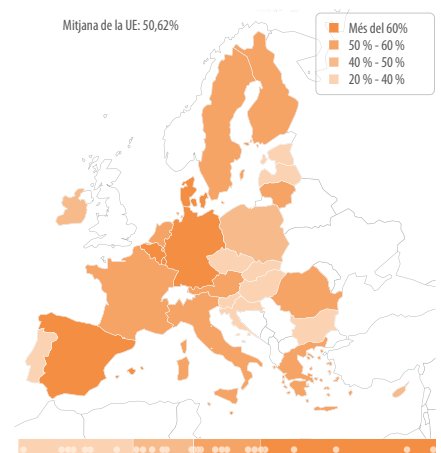 Mitjana de la UE: 50,62%
Més del 60%
50 % - 60 %
40 % - 50 %
20 % - 40 %